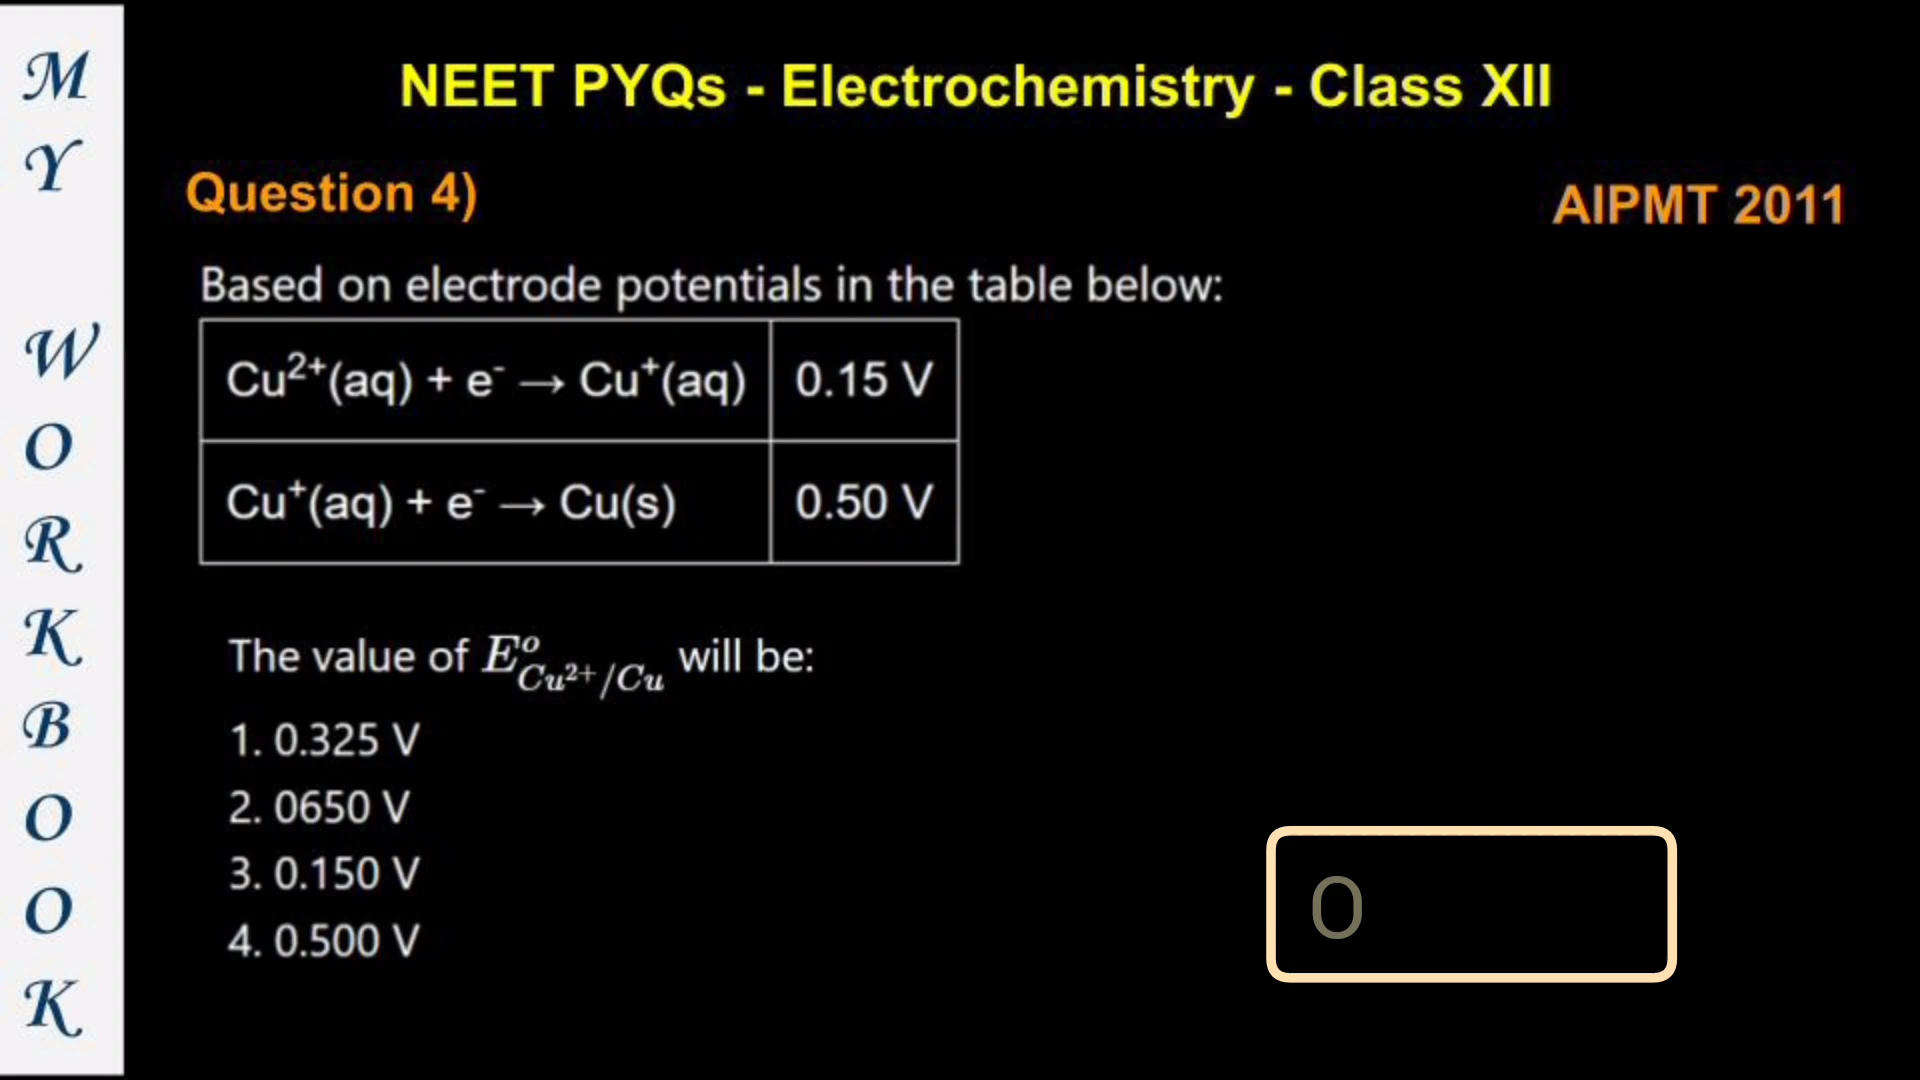 MY WORKBOOK
NEET PYQs - Electrochemistry - Class XII
Question 4)
AIPMT 2011
Based on electrode potentials in the table below:
Cu²⁺(aq) + e⁻ → Cu⁺(aq) 0.15 V
Cu⁺(aq) + e⁻ → Cu(s) 0.50 V
The value of E°Cu²⁺/Cu will be:
1. 0.325 V
2. 0650 V
3. 0.150 V
4. 0.500 V
0